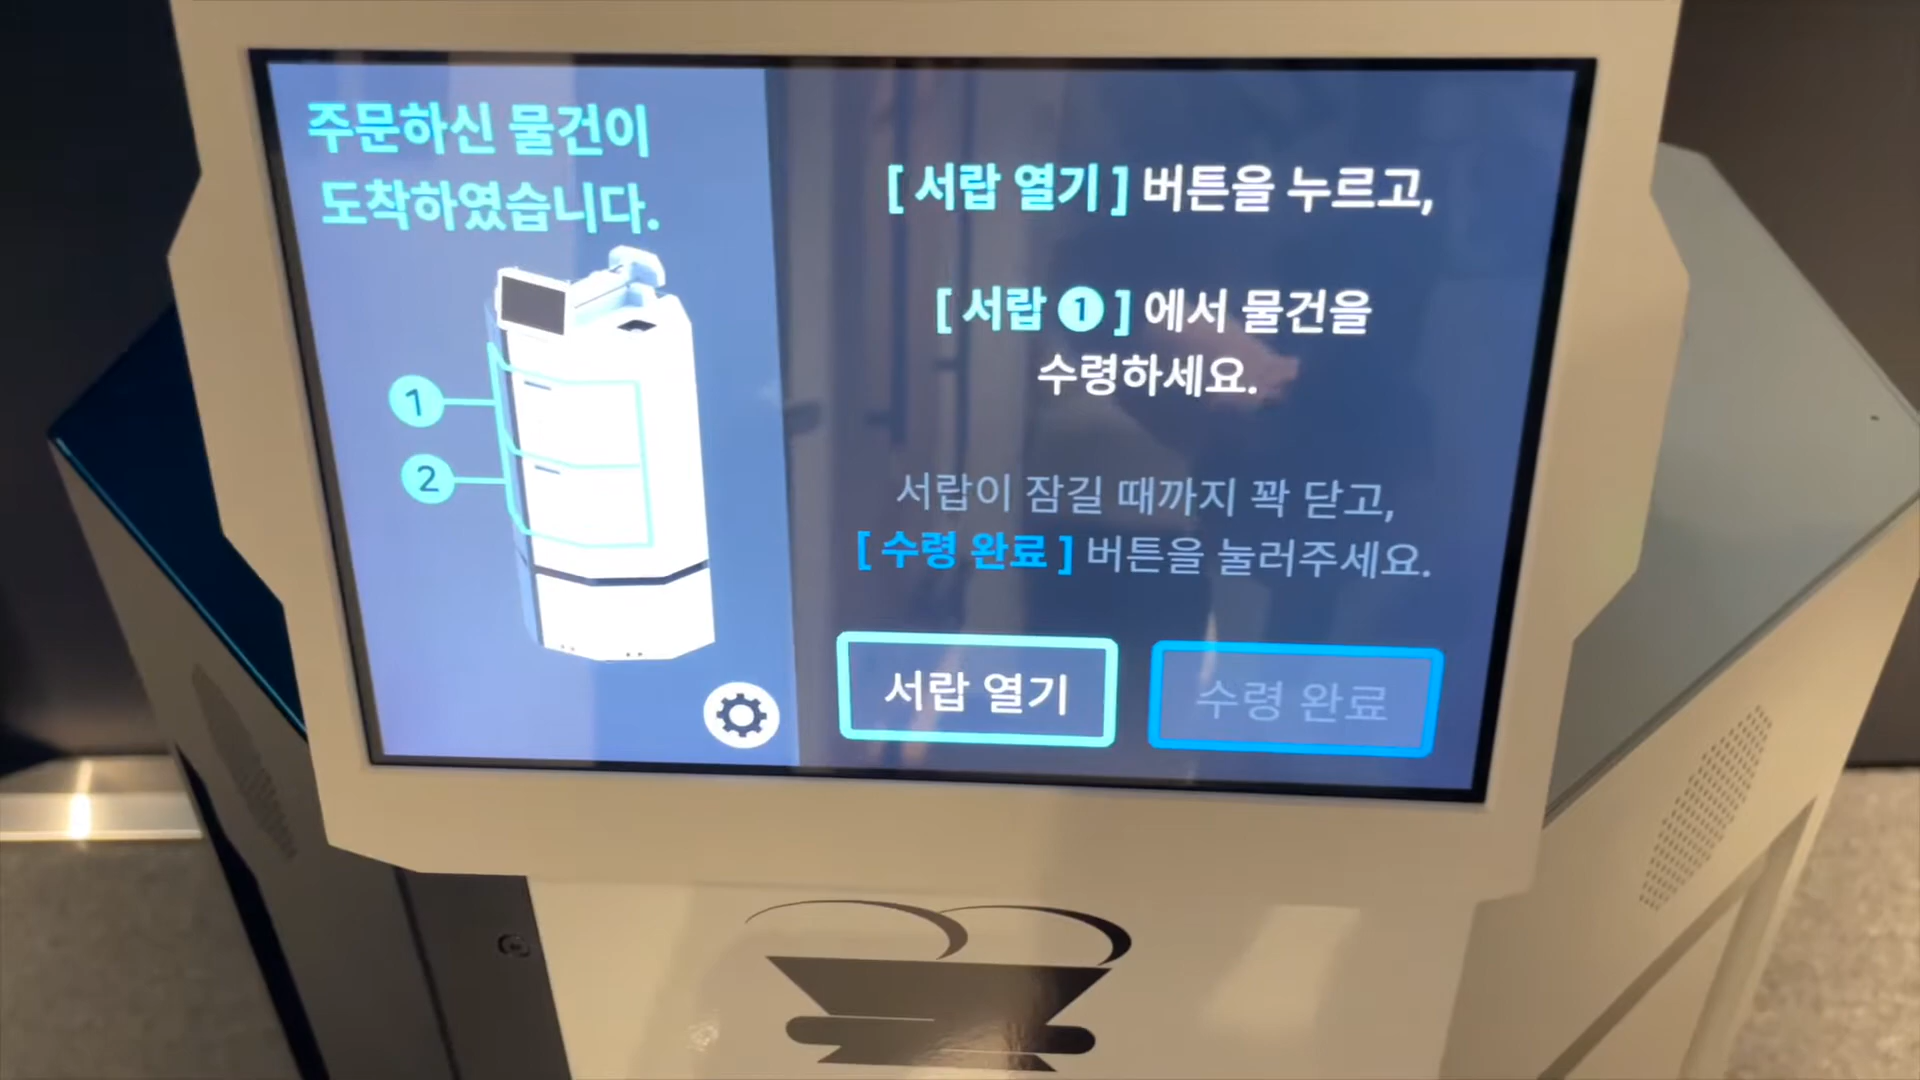 주문하신 물건이
도착하였습니다.
1
2
[ 서랍 열기 ] 버튼을 누르고,
[ 서랍 1 ] 에서 물건을
수령하세요.
서랍이 잠길 때까지 꽉 닫고,
[ 수령 완료 ] 버튼을 눌러주세요.
서랍 열기
수령 완료